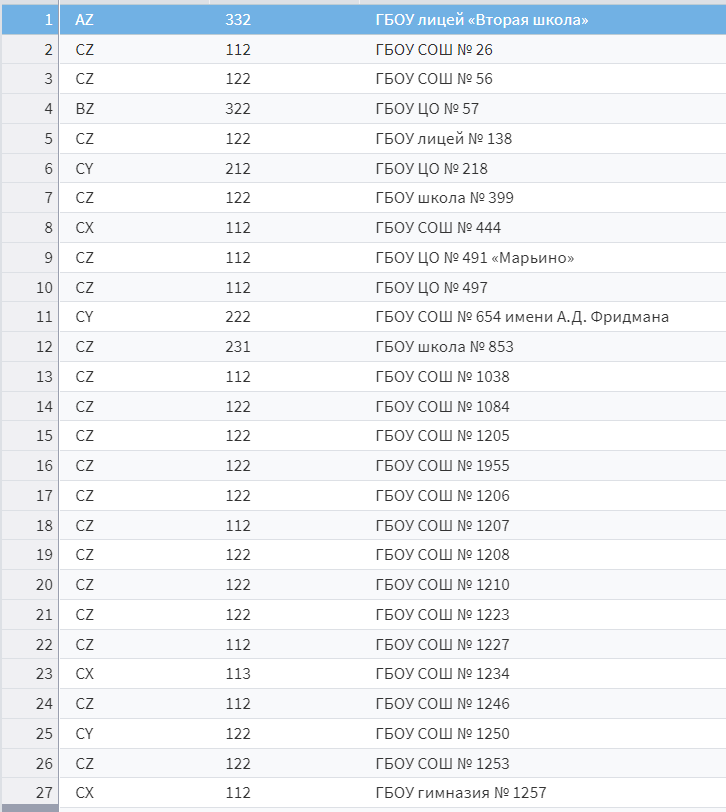 1 AZ 332 ГБОУ лицей «Вторая школа»
2 CZ 112 ГБОУ СОШ № 26
3 CZ 122 ГБОУ СОШ № 56
4 BZ 322 ГБОУ ЦО № 57
5 CZ 122 ГБОУ лицей № 138
6 CY 212 ГБОУ ЦО № 218
7 CZ 122 ГБОУ школа № 399
8 CX 112 ГБОУ СОШ № 444
9 CZ 112 ГБОУ ЦО № 491 «Марьино»
10 CZ 112 ГБОУ ЦО № 497
11 CY 222 ГБОУ СОШ № 654 имени А.Д. Фридмана
12 CZ 231 ГБОУ школа № 853
13 CZ 112 ГБОУ СОШ № 1038
14 CZ 122 ГБОУ СОШ № 1084
15 CZ 122 ГБОУ СОШ № 1205
16 CZ 122 ГБОУ СОШ № 1955
17 CZ 122 ГБОУ СОШ № 1206
18 CZ 112 ГБОУ СОШ № 1207
19 CZ 122 ГБОУ СОШ № 1208
20 CZ 122 ГБОУ СОШ № 1210
21 CZ 122 ГБОУ СОШ № 1223
22 CZ 112 ГБОУ СОШ № 1227
23 CX 113 ГБОУ СОШ № 1234
24 CZ 112 ГБОУ СОШ № 1246
25 CY 122 ГБОУ СОШ № 1250
26 CZ 122 ГБОУ СОШ № 1253
27 CX 112 ГБОУ гимназия № 1257